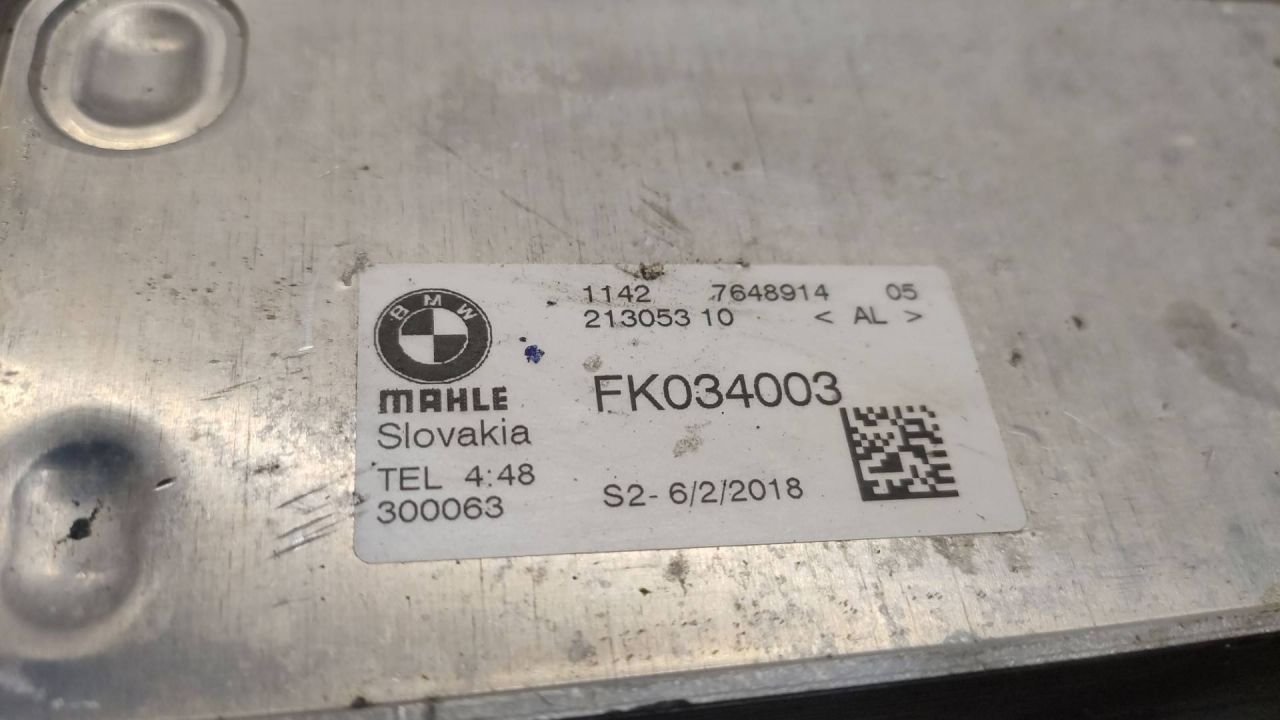 BMW
1142 7648914 05
213053 10 < AL >
MAHLE
FK034003
Slovakia
TEL 4:48
300063
S2- 6/2/2018